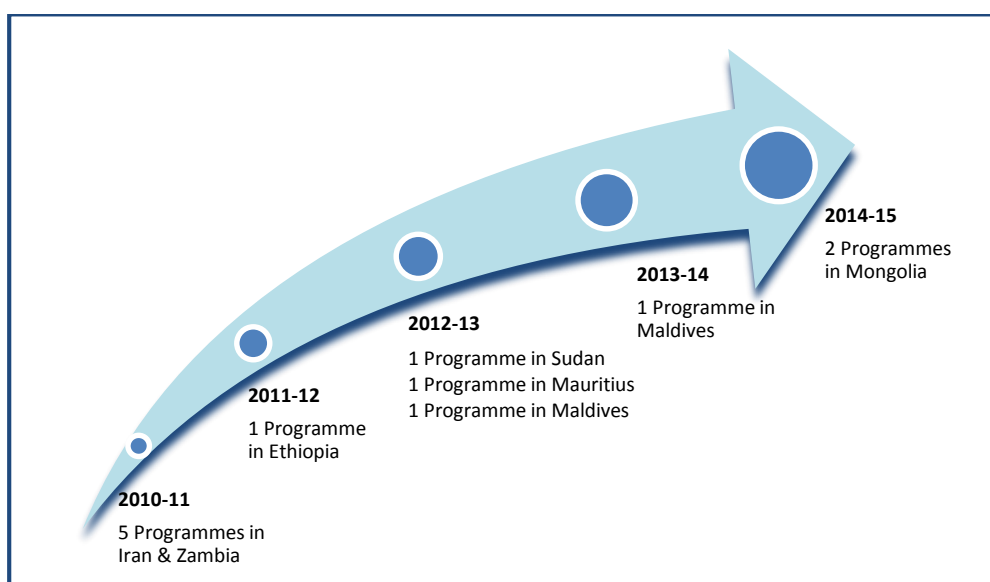 2010-11
5 Programmes in
Iran & Zambia
2011-12
1 Programme
in Ethiopia
2012-13
1 Programme in Sudan
1 Programme in Mauritius
1 Programme in Maldives
2013-14
1 Programme in
Maldives
2014-15
2 Programmes
in Mongolia